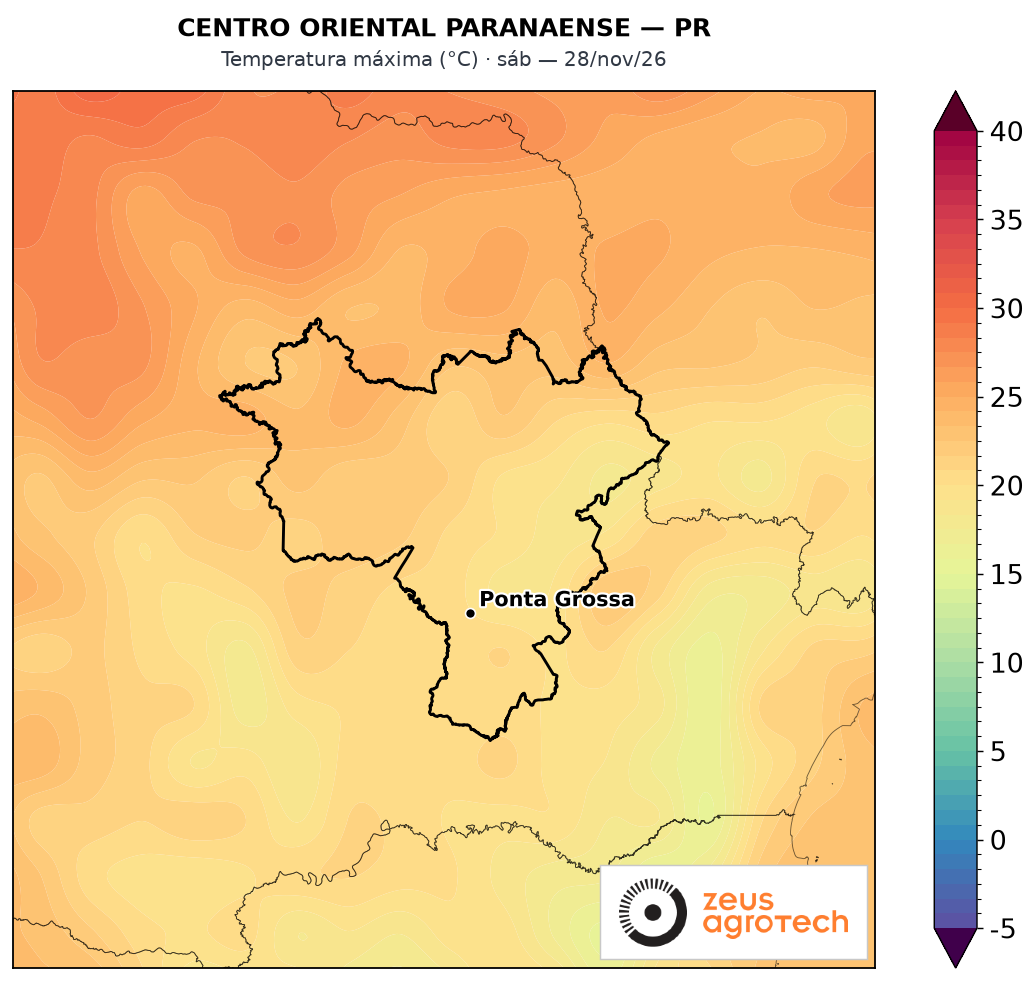 CENTRO ORIENTAL PARANAENSE — PR
Temperatura máxima (°C) · sáb — 28/nov/26
40
35
30
25
20
15
10
5
0
-5
Ponta Grossa
zeus
agrotech